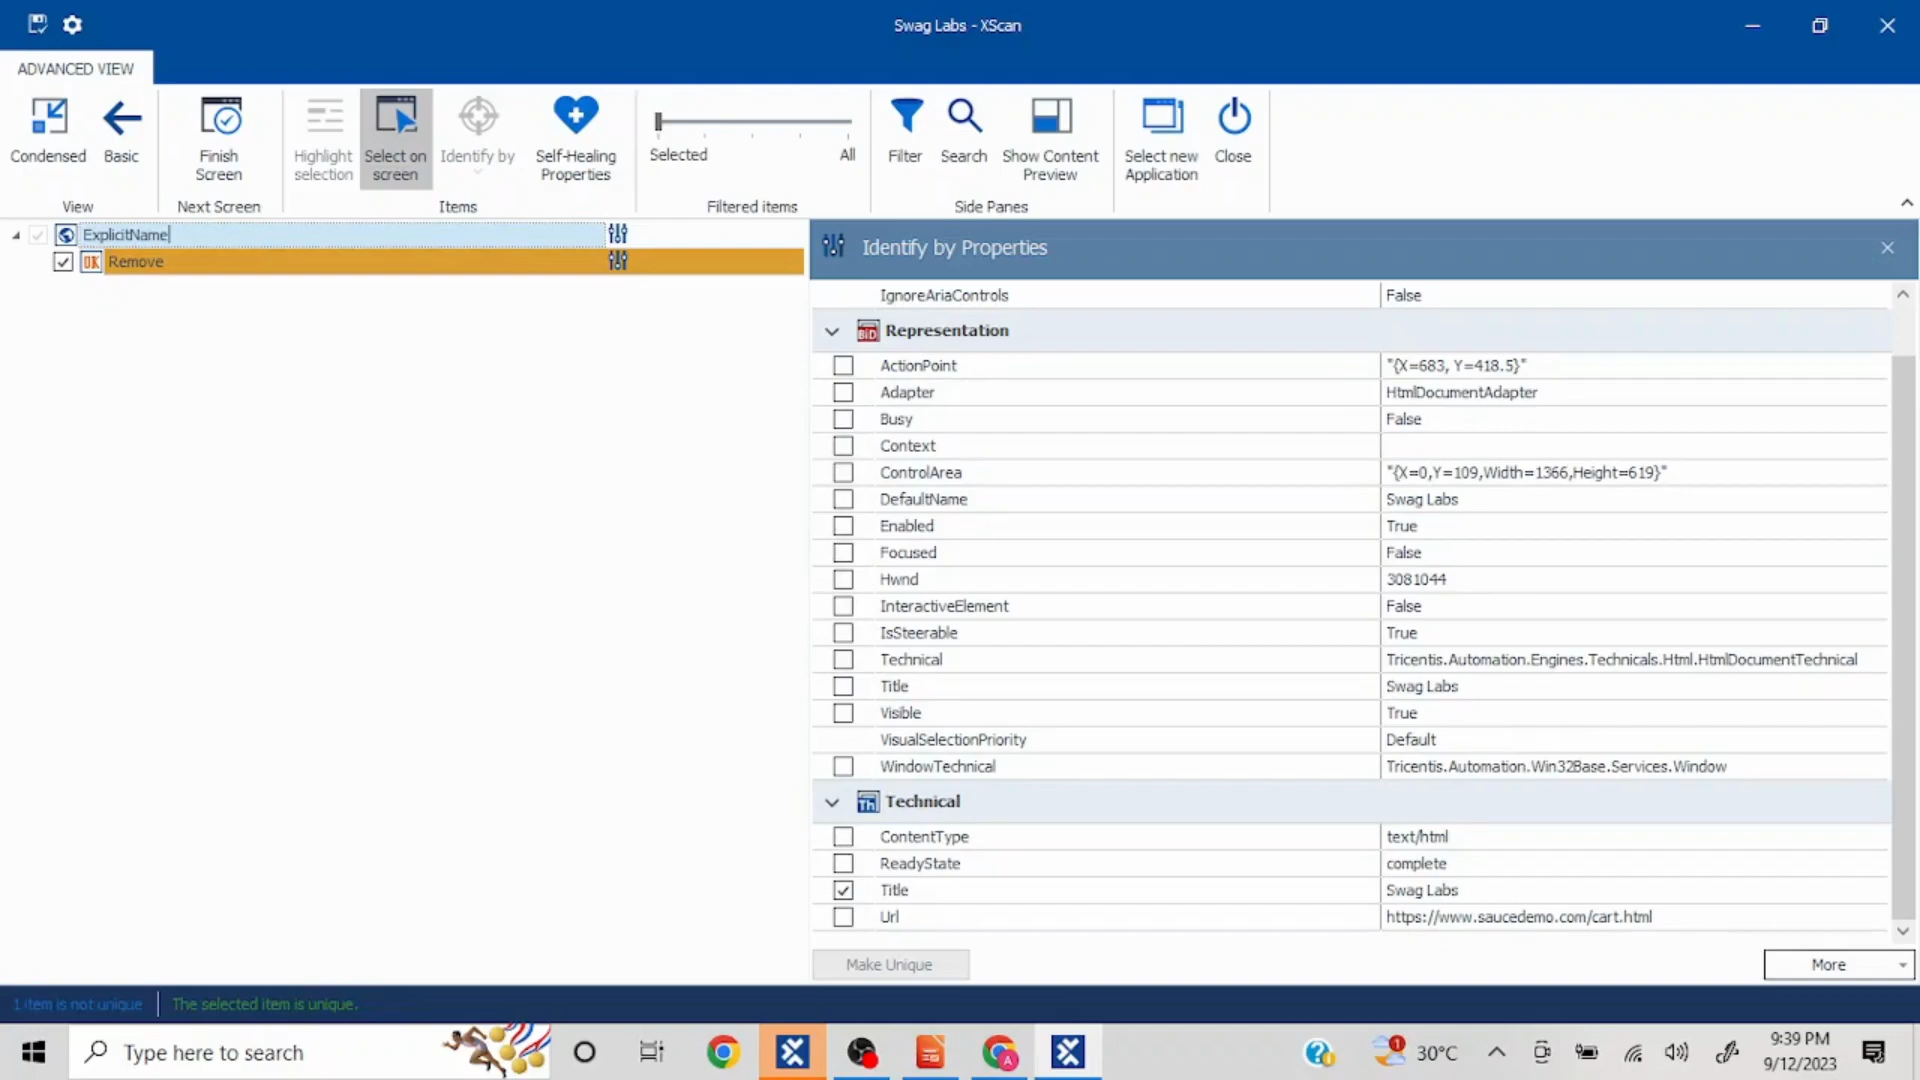 Swag Labs - XScan
ADVANCED VIEW
Condensed
Basic
Finish
Screen
Highlight
selection
Select on
screen
Identify by
Self-Healing
Properties
Selected
All
Filter
Search
Show Content
Preview
Select new
Application
Close
View
Next Screen
Items
Filtered items
Side Panes
ExplicitName
OK Remove
Identify by Properties
IgnoreAriaControls False
BiD Representation
ActionPoint "{X=683, Y=418.5}"
Adapter HtmlDocumentAdapter
Busy False
Context
ControlArea "{X=0,Y=109,Width=1366,Height=619}"
DefaultName Swag Labs
Enabled True
Focused False
Hwnd 3081044
InteractiveElement False
IsSteerable True
Technical Tricentis.Automation.Engines.Technicals.Html.HtmlDocumentTechnical
Title Swag Labs
Visible True
VisualSelectionPriority Default
WindowTechnical Tricentis.Automation.Win32Base.Services.Window
Th Technical
ContentType text/html
ReadyState complete
Title Swag Labs
Url https://www.saucedemo.com/cart.html
Make Unique
More
1 item is not unique
The selected item is unique.
Type here to search
A
1
30°C
9:39 PM
9/12/2023